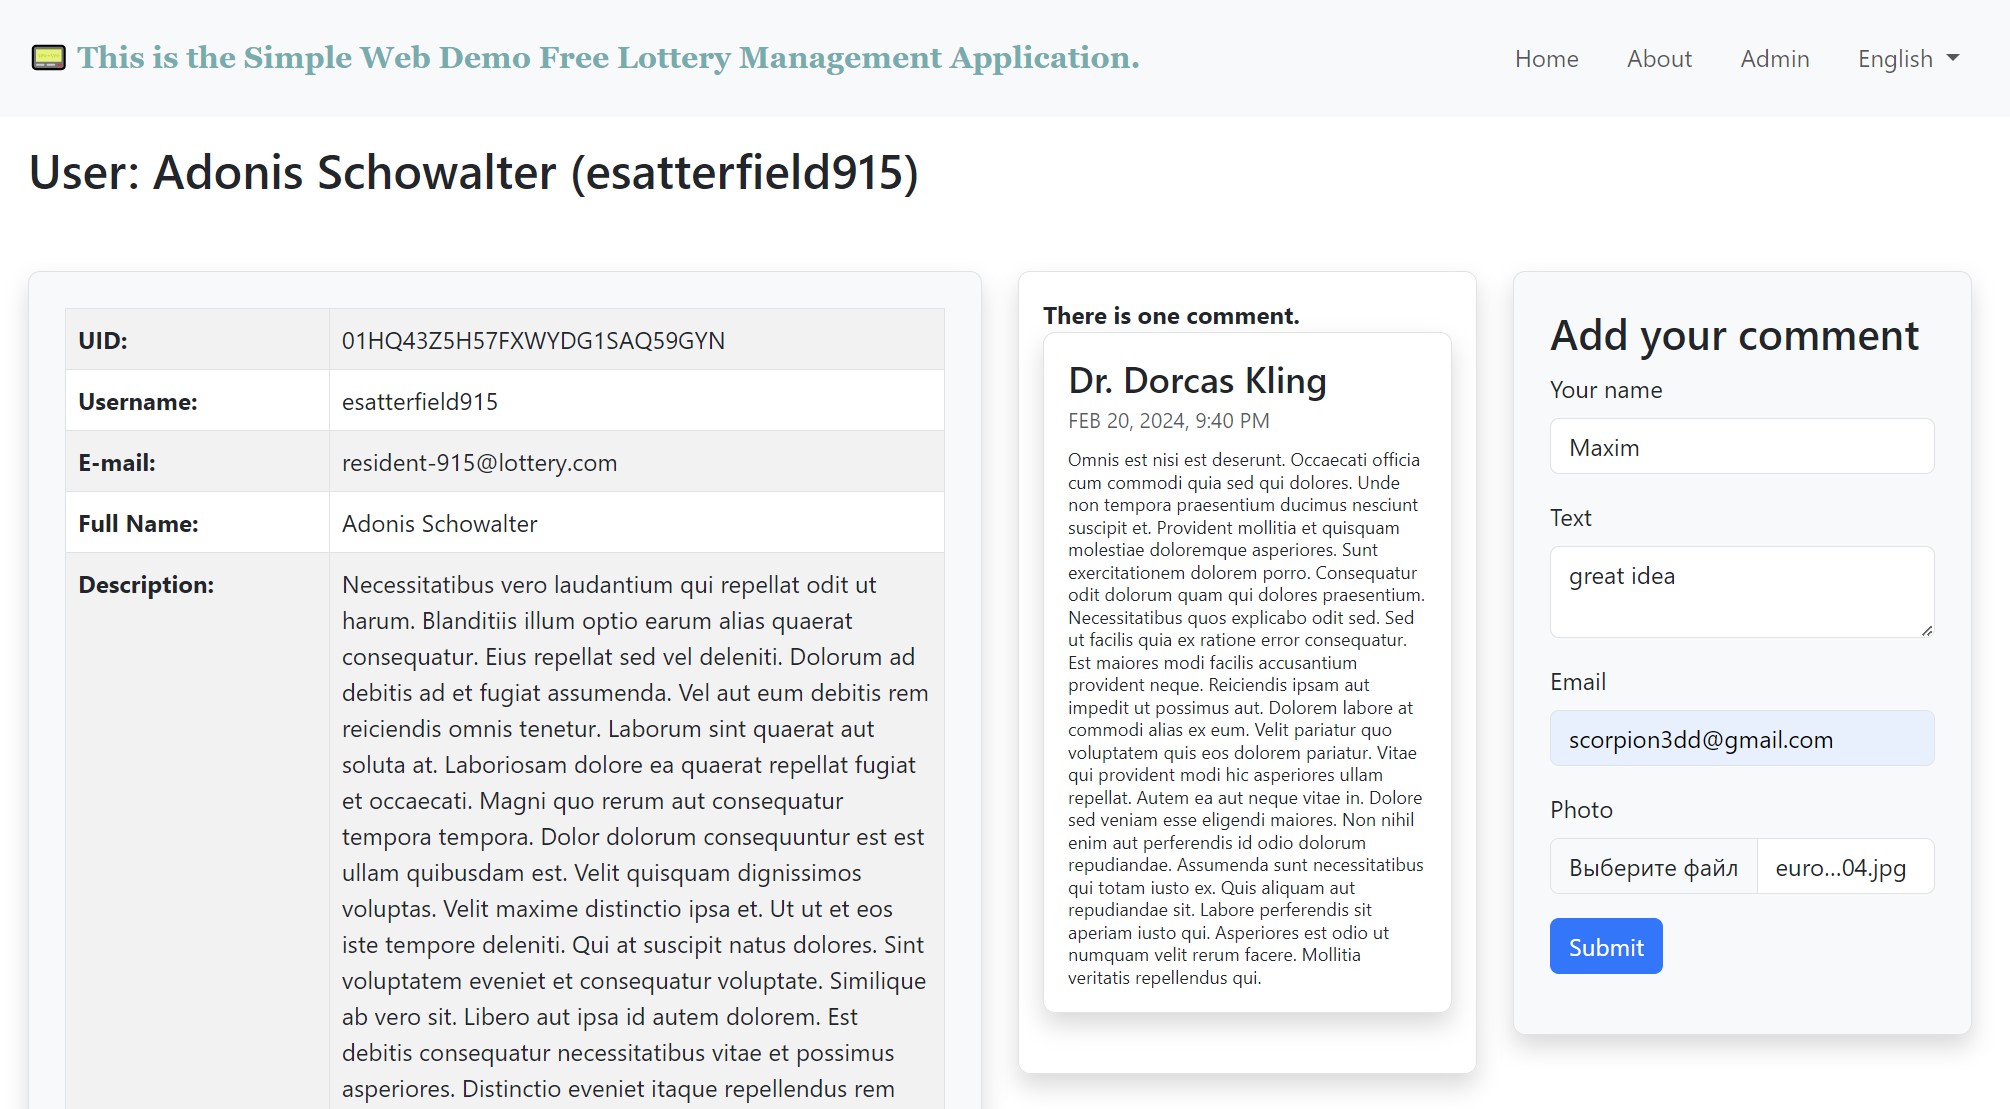 This is the Simple Web Demo Free Lottery Management Application.
Home About Admin English
User: Adonis Schowalter (esatterfield915)
UID: 01HQ43Z5H57FXWYDG1SAQ59GYN
Username: esatterfield915
E-mail: resident-915@lottery.com
Full Name: Adonis Schowalter
Description: Necessitatibus vero laudantium qui repellat odit ut
harum. Blanditiis illum optio earum alias quaerat
consequatur. Eius repellat sed vel deleniti. Dolorum ad
debitis ad et fugiat assumenda. Vel aut eum debitis rem
reiciendis omnis tenetur. Laborum sint quaerat aut
soluta at. Laboriosam dolore ea quaerat repellat fugiat
et occaecati. Magni quo rerum aut consequatur
tempora tempora. Dolor dolorum consequuntur est est
ullam quibusdam est. Velit quisquam dignissimos
voluptas. Velit maxime distinctio ipsa et. Ut ut et eos
iste tempore deleniti. Qui at suscipit natus dolores. Sint
voluptatem eveniet et consequatur voluptate. Similique
ab vero sit. Libero aut ipsa id autem dolorem. Est
debitis consequatur necessitatibus vitae et possimus
asperiores. Distinctio eveniet itaque repellendus rem
There is one comment.
Dr. Dorcas Kling
FEB 20, 2024, 9:40 PM
Omnis est nisi est deserunt. Occaecati officia
cum commodi quia sed qui dolores. Unde
non tempora praesentium ducimus nesciunt
suscipit et. Provident mollitia et quisquam
molestiae doloremque asperiores. Sunt
exercitationem dolorem porro. Consequatur
odit dolorum quam qui dolores praesentium.
Necessitatibus quos explicabo odit sed. Sed
ut facilis quia ex ratione error consequatur.
Est maiores modi facilis accusantium
provident neque. Reiciendis ipsam aut
impedit ut possimus aut. Dolorem labore at
commodi alias ex eum. Velit pariatur quo
voluptatem quis eos dolorem pariatur. Vitae
qui provident modi hic asperiores ullam
repellat. Autem ea aut neque vitae in. Dolore
sed veniam esse eligendi maiores. Non nihil
enim aut perferendis id odio dolorum
repudiandae. Assumenda sunt necessitatibus
qui totam iusto ex. Quis aliquam aut
repudiandae sit. Labore perferendis sit
aperiam iusto qui. Asperiores est odio ut
numquam velit rerum facere. Mollitia
veritatis repellendus qui.
Add your comment
Your name
Maxim
Text
great idea
Email
scorpion3dd@gmail.com
Photo
Выберите файл euro...04.jpg
Submit